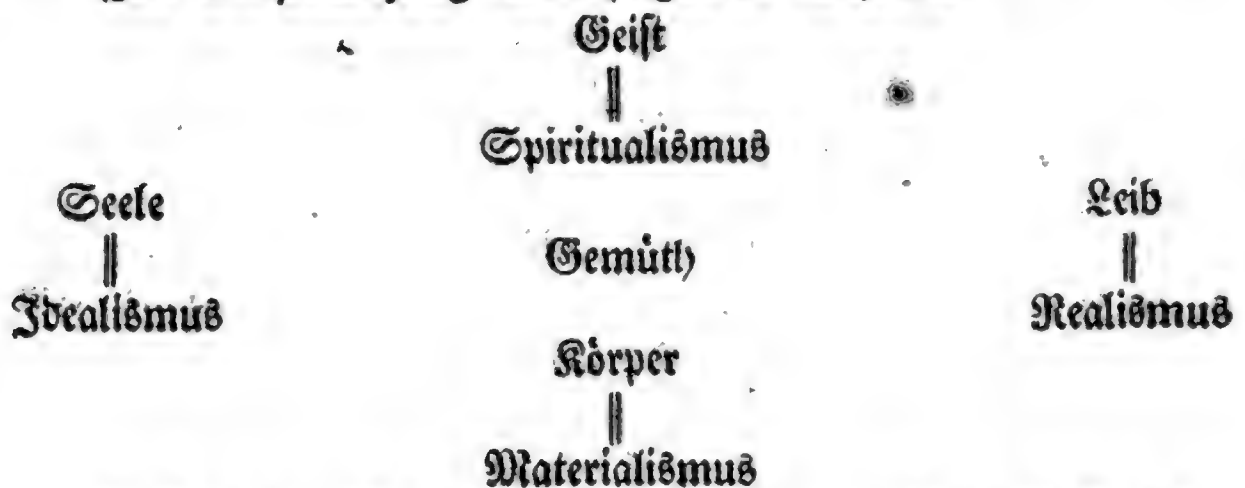 Geist
‖
Spiritualismus
Seele Leib
‖ ‖
Gemüth
Idealismus Realismus
Körper
‖
Materialismus